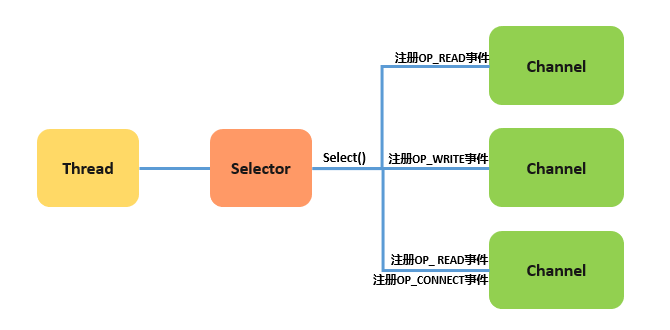 注册OP_READ事件
Channel
Thread
Selector
Select()
注册OP_WRITE事件
Channel
注册OP_ READ事件
注册OP_CONNECT事件
Channel